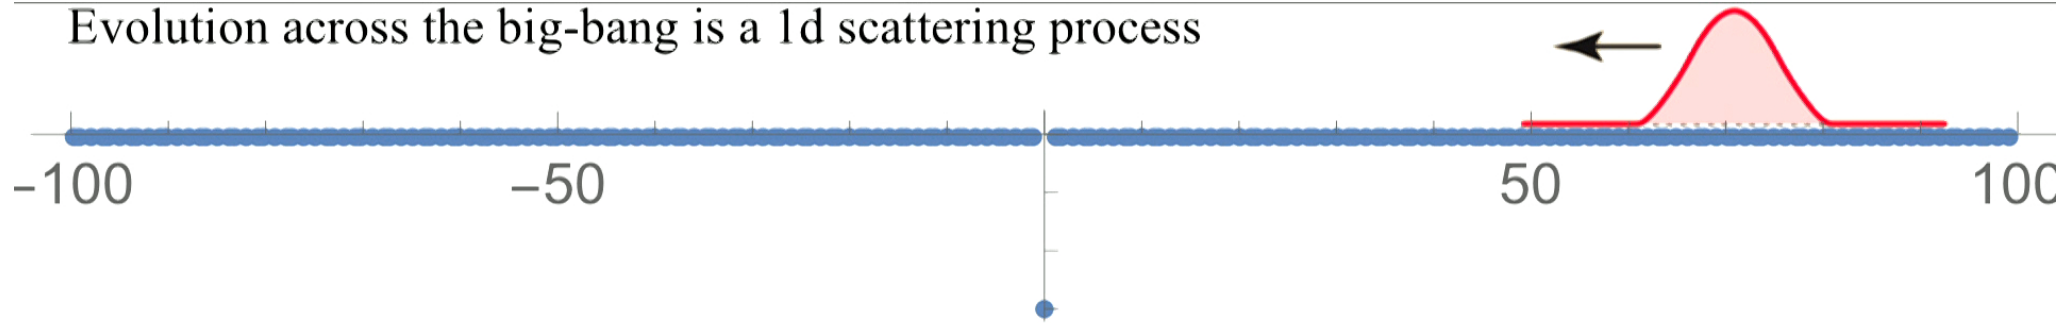 Evolution across the big-bang is a 1d scattering process
−100 −50 50 100